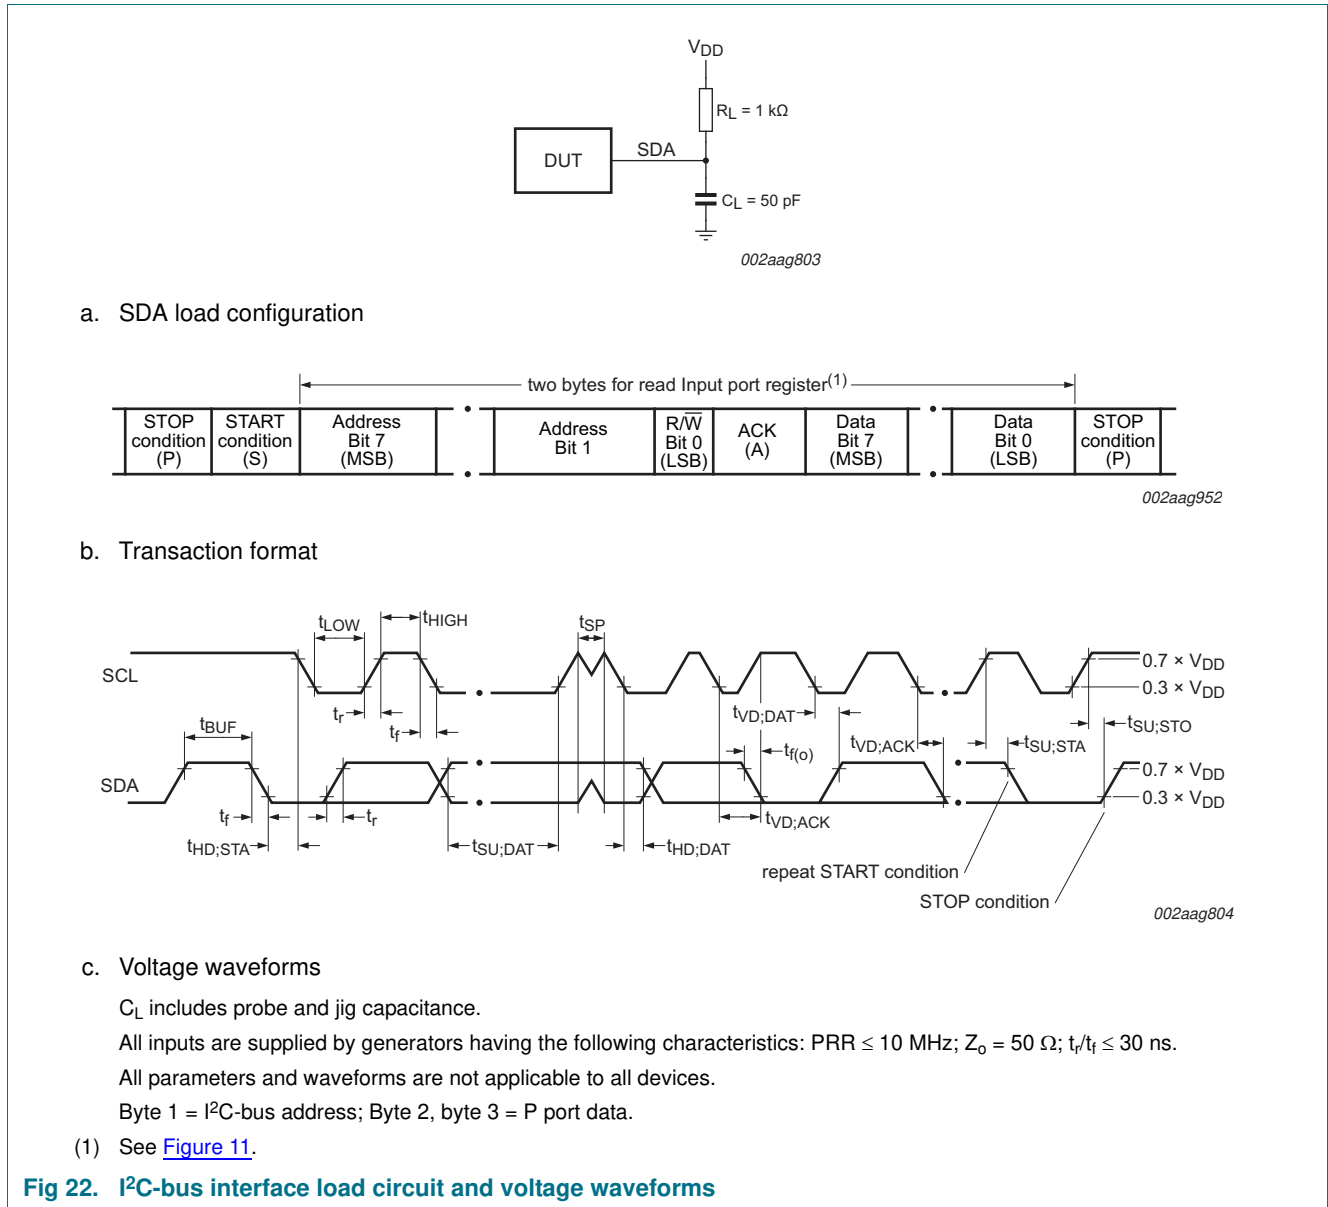 VDD
RL = 1 kΩ
DUT
SDA
CL = 50 pF
002aag803
a. SDA load configuration
two bytes for read Input port register(1)
STOP condition (P)
START condition (S)
Address Bit 7 (MSB)
Address Bit 1
R/W̅ Bit 0 (LSB)
ACK (A)
Data Bit 7 (MSB)
Data Bit 0 (LSB)
STOP condition (P)
002aag952
b. Transaction format
tLOW
tHIGH
tSP
SCL
0.7 × VDD
0.3 × VDD
tr
tf
tBUF
tVD;DAT
tf(o)
tVD;ACK
tSU;STA
tSU;STO
SDA
0.7 × VDD
0.3 × VDD
tf
tr
tVD;ACK
tHD;STA
tSU;DAT
tHD;DAT
repeat START condition
STOP condition
002aag804
c. Voltage waveforms
CL includes probe and jig capacitance.
All inputs are supplied by generators having the following characteristics: PRR ≤ 10 MHz; Zo = 50 Ω; tr/tf ≤ 30 ns.
All parameters and waveforms are not applicable to all devices.
Byte 1 = I²C-bus address; Byte 2, byte 3 = P port data.
(1) See Figure 11.
Fig 22. I²C-bus interface load circuit and voltage waveforms